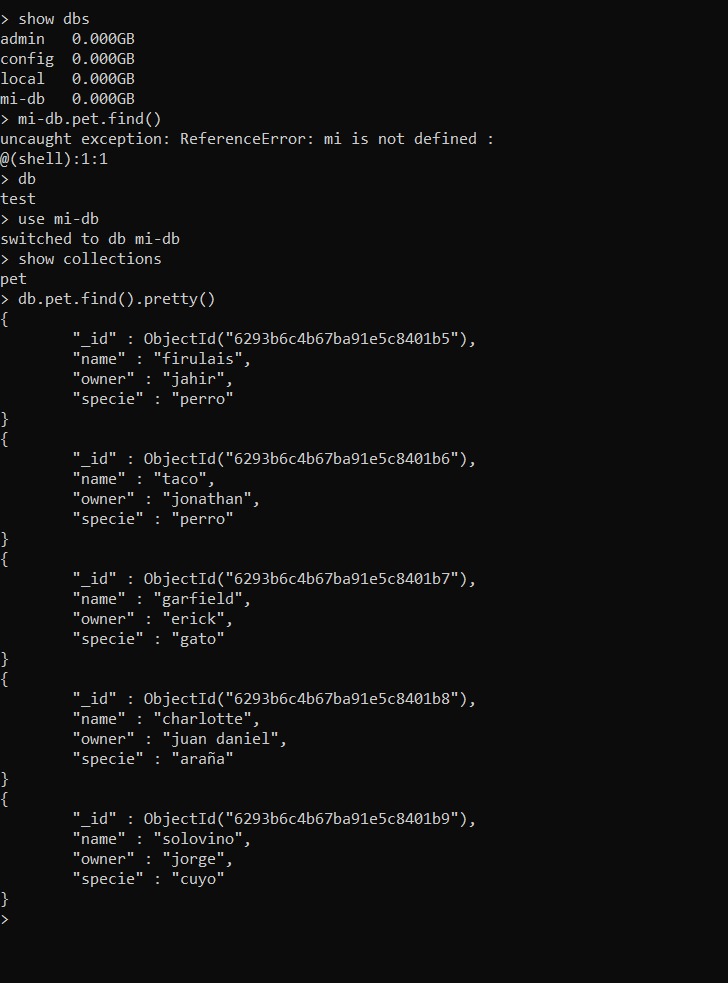 > show dbs
admin   0.000GB
config  0.000GB
local   0.000GB
mi-db   0.000GB
> mi-db.pet.find()
uncaught exception: ReferenceError: mi is not defined :
@(shell):1:1
> db
test
> use mi-db
switched to db mi-db
> show collections
pet
> db.pet.find().pretty()
{
        "_id" : ObjectId("6293b6c4b67ba91e5c8401b5"),
        "name" : "firulais",
        "owner" : "jahir",
        "specie" : "perro"
}
{
        "_id" : ObjectId("6293b6c4b67ba91e5c8401b6"),
        "name" : "taco",
        "owner" : "jonathan",
        "specie" : "perro"
}
{
        "_id" : ObjectId("6293b6c4b67ba91e5c8401b7"),
        "name" : "garfield",
        "owner" : "erick",
        "specie" : "gato"
}
{
        "_id" : ObjectId("6293b6c4b67ba91e5c8401b8"),
        "name" : "charlotte",
        "owner" : "juan daniel",
        "specie" : "araña"
}
{
        "_id" : ObjectId("6293b6c4b67ba91e5c8401b9"),
        "name" : "solovino",
        "owner" : "jorge",
        "specie" : "cuyo"
}
>